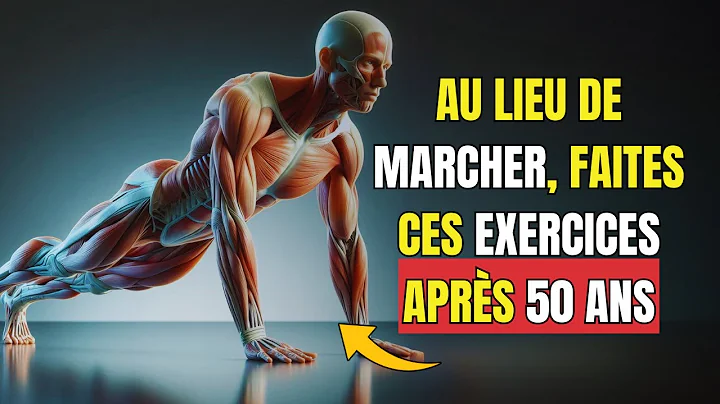 AU LIEU DE
MARCHER, FAITES
CES EXERCICES
APRÈS 50 ANS